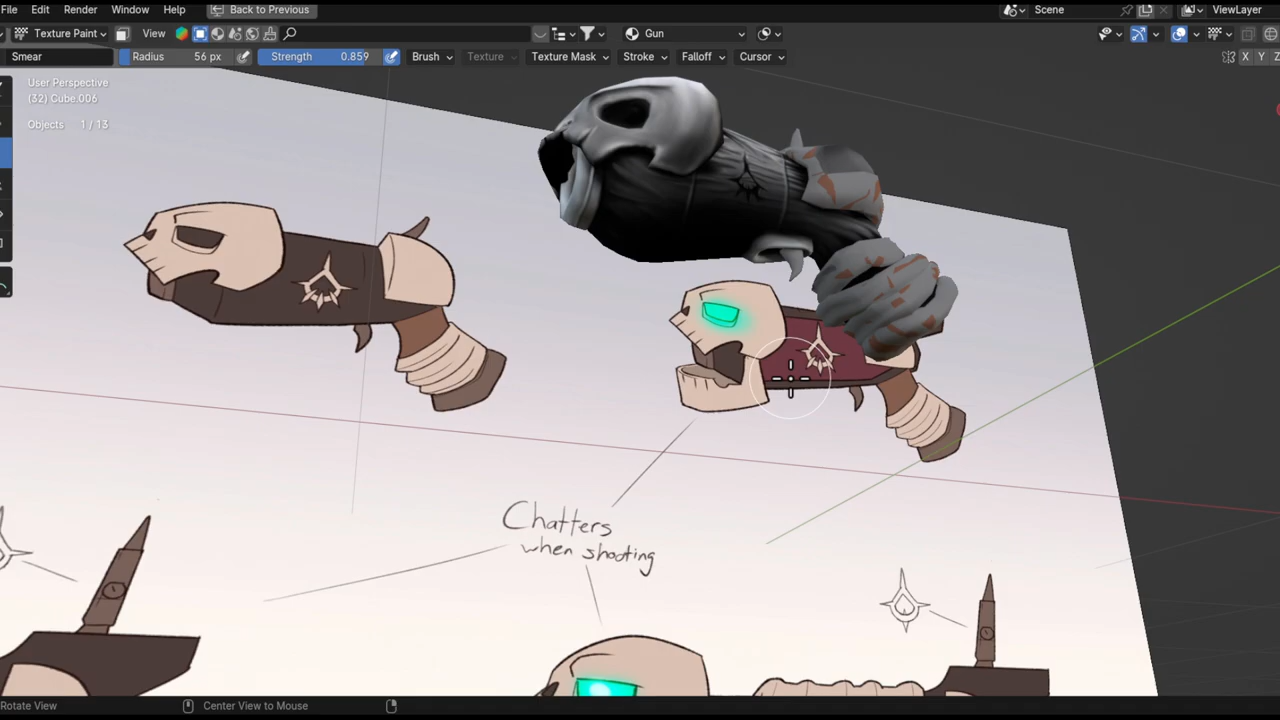 File Edit Render Window Help Back to Previous Scene ViewLayer
Texture Paint View Gun
Smear Radius 56 px Strength 0.859 Brush Texture Texture Mask Stroke Falloff Cursor X Y Z
User Perspective
(32) Cube.006
Objects 1 / 13
Chatters
when shooting
Rotate View Center View to Mouse